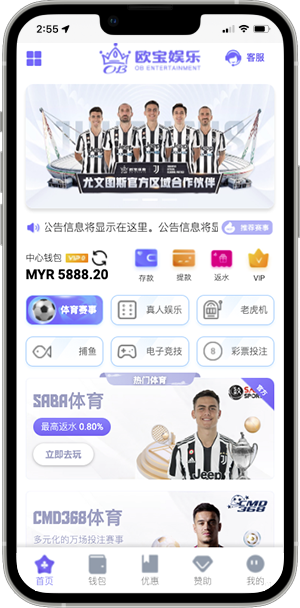 2:55
欧宝娱乐
OB
OB ENTERTAINMENT
客服
尤文图斯官方区域合作伙伴
公告信息将显示在这里。公告信息将显
推荐赛事
中心钱包 VIP
MYR 5888.20
存款
提款
返水
VIP
体育赛事
真人娱乐
老虎机
捕鱼
电子竞技
彩票投注
热门体育
SABA体育
官方
最高返水 0.80%
立即去玩
CMD368体育
CMD
368
多元化的万场投注赛事
首页
钱包
优惠
赞助
我的